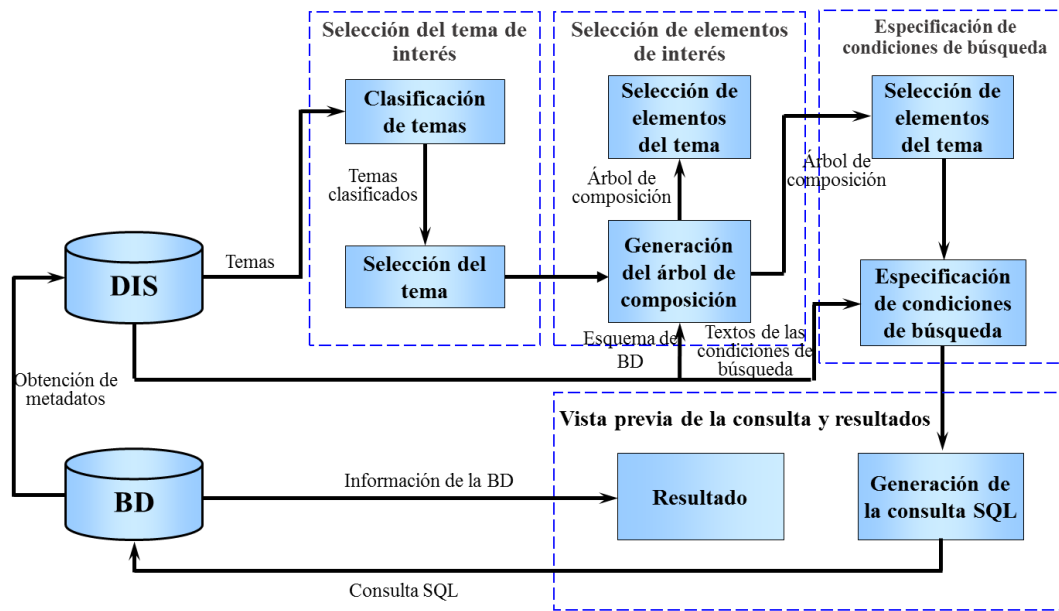 Selección del tema de
interés
Clasificación
de temas
Temas
clasificados
Selección del
tema
Selección de elementos
de interés
Selección de
elementos
del tema
Árbol de
composición
Generación
del árbol de
composición
Especificación de
condiciones de búsqueda
Selección de
elementos
del tema
Árbol de
composición
Especificación
de condiciones
de búsqueda
DIS
Temas
Esquema de
BD
Textos de las
condiciones de
búsqueda
Obtención de
metadatos
BD
Información de la BD
Vista previa de la consulta y resultados
Resultado
Generación de
la consulta SQL
Consulta SQL